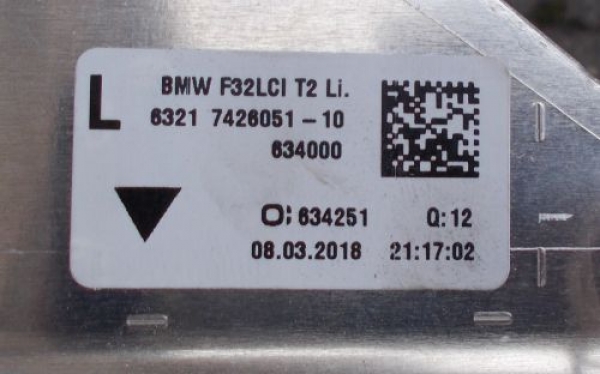 L
BMW F32LCI T2 Li.
6321 7426051-10
634000
O; 634251 Q:12
08.03.2018 21:17:02